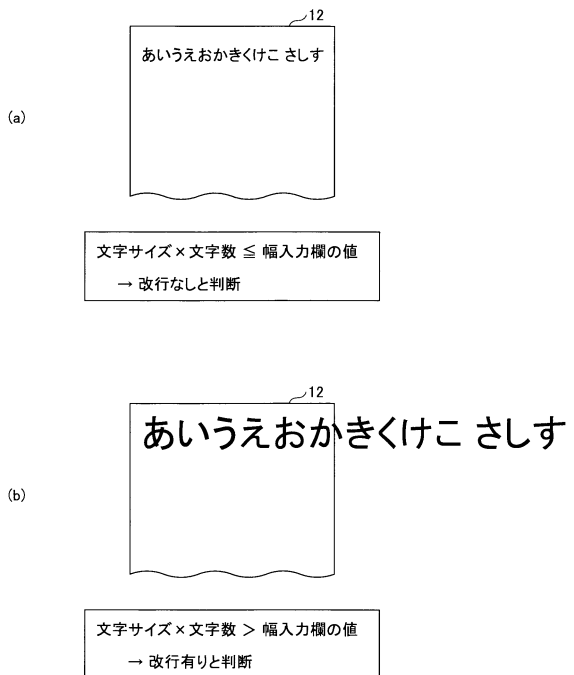 12
あいうえおかきくけこ さしす
(a)
文字サイズ×文字数 ≦ 幅入力欄の値
→ 改行なしと判断
12
あいうえおかきくけこ さしす
(b)
文字サイズ×文字数 > 幅入力欄の値
→ 改行有りと判断